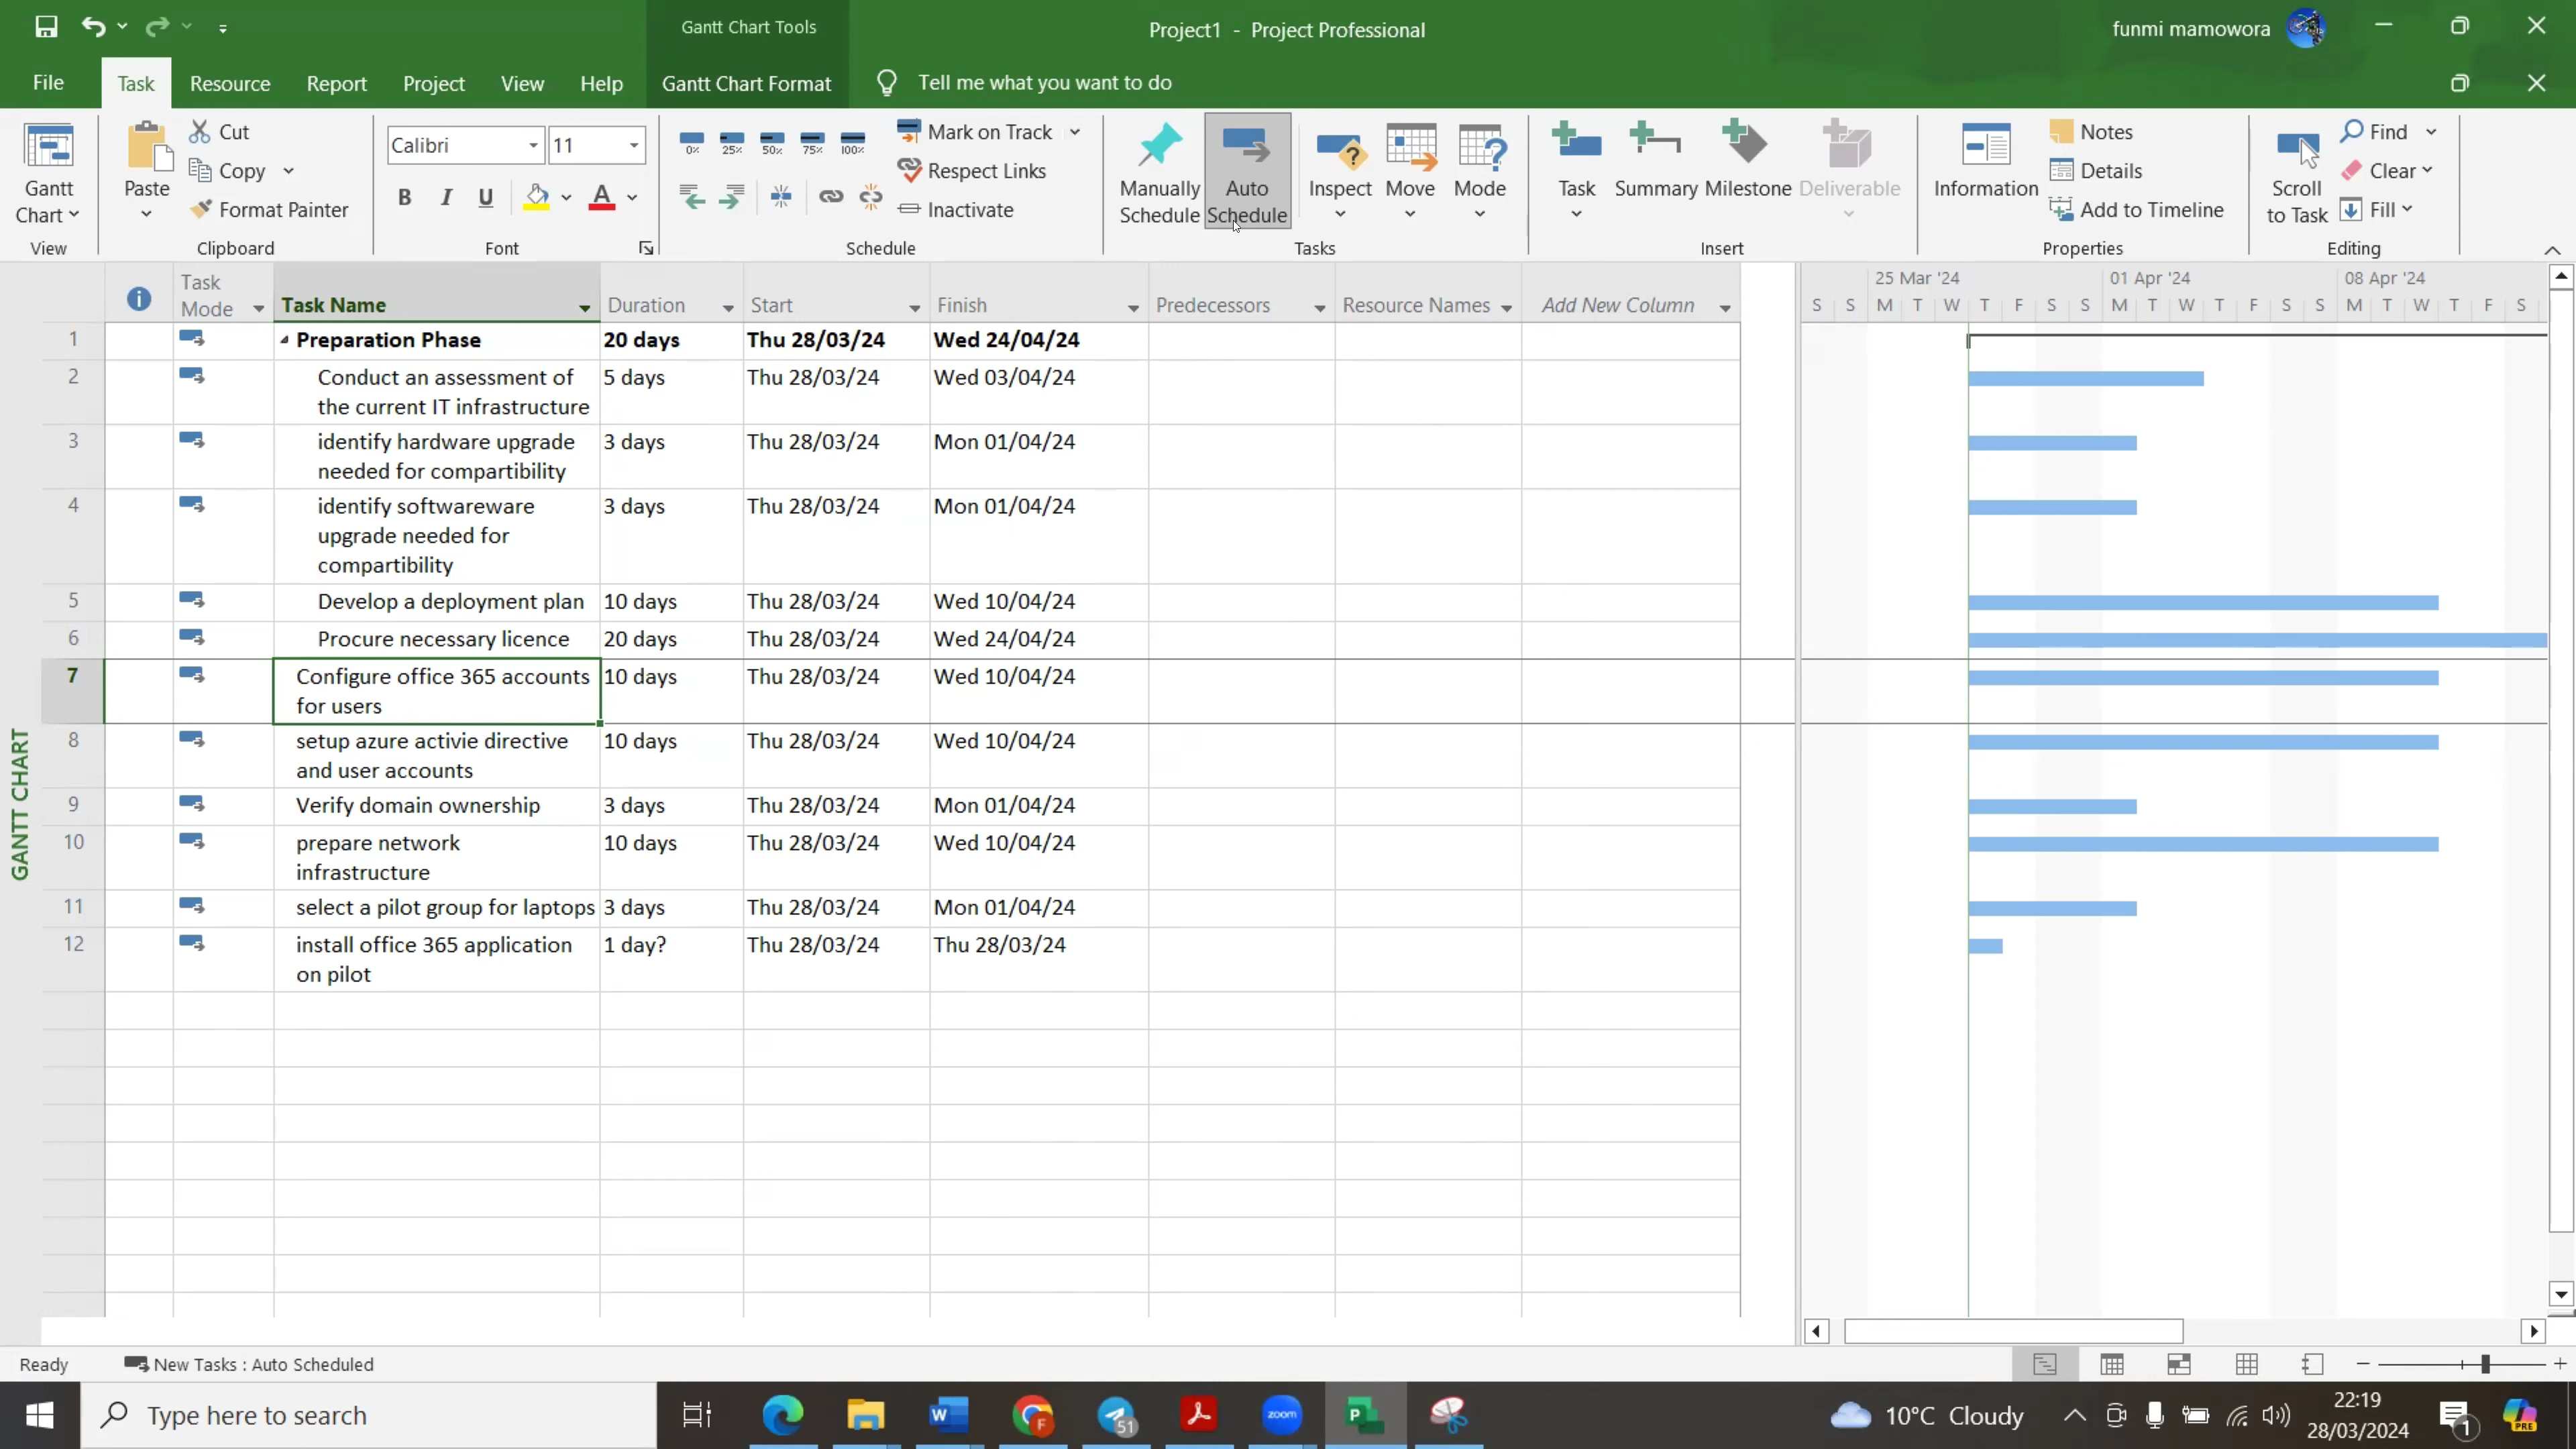 Gantt Chart Tools
Project1 - Project Professional
funmi mamowora
File Task Resource Report Project View Help Gantt Chart Format Tell me what you want to do
Gantt Chart
View
Paste
Cut
Copy
Format Painter
Clipboard
Calibri 11
B I U A
Font
0% 25% 50% 75% 100%
Mark on Track
Respect Links
Inactivate
Schedule
Manually Schedule
Auto Schedule
Inspect
Move
Mode
Tasks
Task
Summary
Milestone
Deliverable
Insert
Information
Notes
Details
Add to Timeline
Properties
Scroll to Task
Find
Clear
Fill
Editing
Task Mode Task Name Duration Start Finish Predecessors Resource Names Add New Column
25 Mar '24 01 Apr '24 08 Apr '24
S S M T W T F S S M T W T F S S M T W T F S
1 Preparation Phase 20 days Thu 28/03/24 Wed 24/04/24
2 Conduct an assessment of 5 days Thu 28/03/24 Wed 03/04/24
the current IT infrastructure
3 identify hardware upgrade 3 days Thu 28/03/24 Mon 01/04/24
needed for compartibility
4 identify softwareware 3 days Thu 28/03/24 Mon 01/04/24
upgrade needed for
compartibility
5 Develop a deployment plan 10 days Thu 28/03/24 Wed 10/04/24
6 Procure necessary licence 20 days Thu 28/03/24 Wed 24/04/24
7 Configure office 365 accounts 10 days Thu 28/03/24 Wed 10/04/24
for users
8 setup azure activie directive 10 days Thu 28/03/24 Wed 10/04/24
and user accounts
9 Verify domain ownership 3 days Thu 28/03/24 Mon 01/04/24
10 prepare network 10 days Thu 28/03/24 Wed 10/04/24
infrastructure
11 select a pilot group for laptops 3 days Thu 28/03/24 Mon 01/04/24
12 install office 365 application 1 day? Thu 28/03/24 Thu 28/03/24
on pilot
GANTT CHART
Ready New Tasks : Auto Scheduled
Type here to search
W
F
51
zoom
P
10°C Cloudy
22:19
28/03/2024
1
PRE